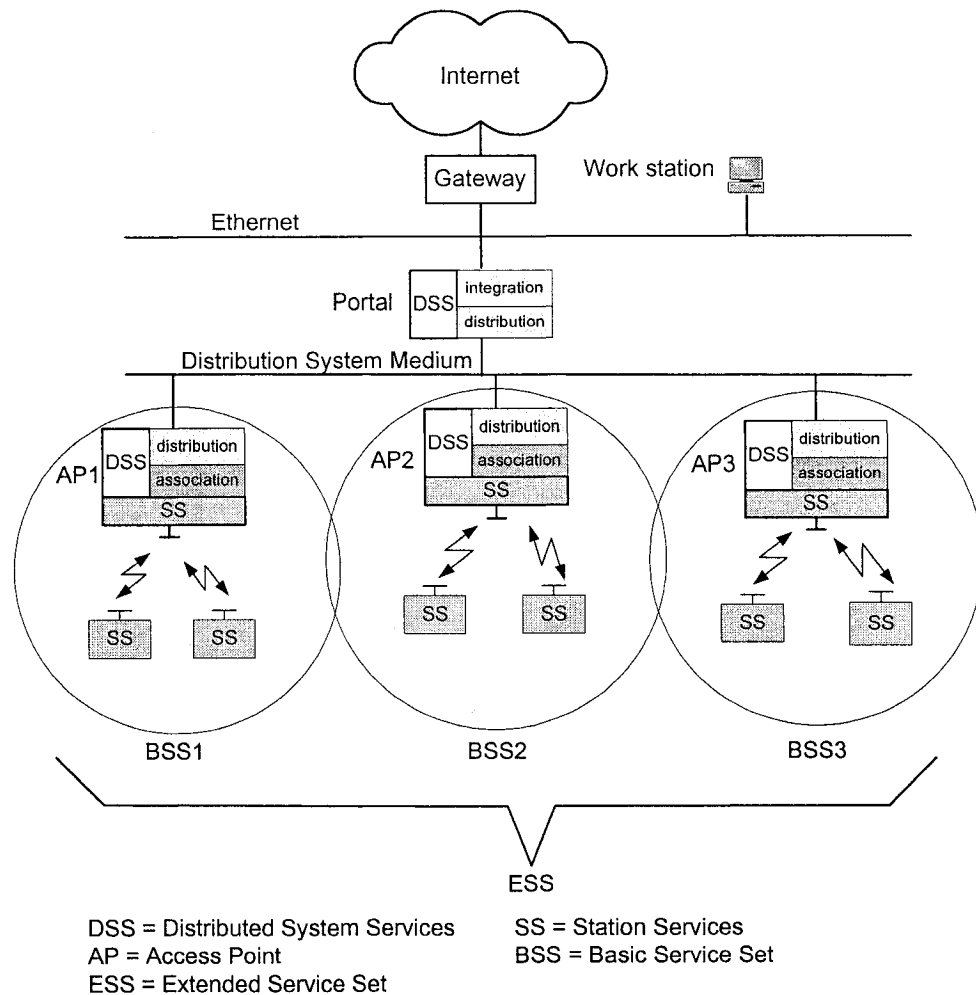 Internet
Gateway
Work station
Ethernet
Portal
DSS
integration
distribution
Distribution System Medium
AP1
DSS
distribution
association
SS
SS
SS
AP2
DSS
distribution
association
SS
SS
SS
AP3
DSS
distribution
association
SS
SS
SS
BSS1
BSS2
BSS3
ESS
DSS = Distributed System Services
AP = Access Point
ESS = Extended Service Set
SS = Station Services
BSS = Basic Service Set